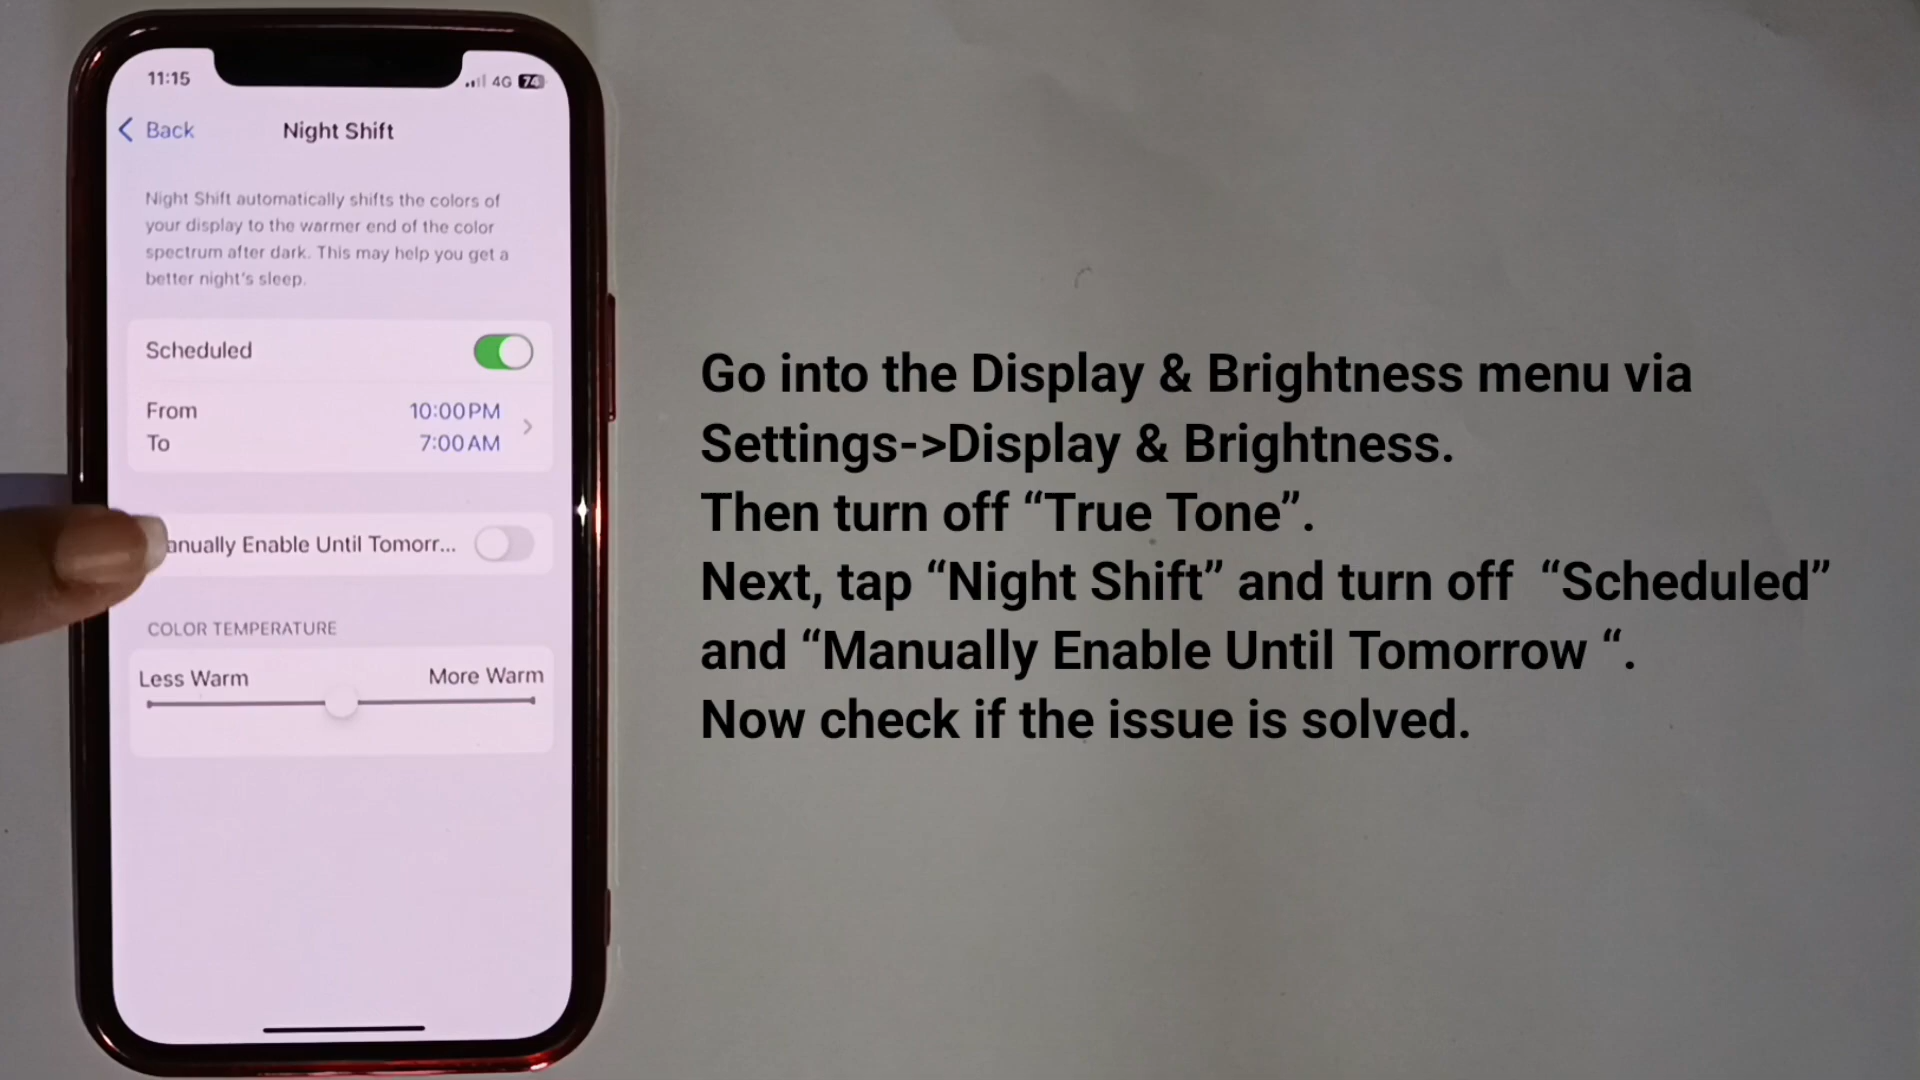 11:15
4G 74
Back
Night Shift
Night Shift automatically shifts the colors of
your display to the warmer end of the color
spectrum after dark. This may help you get a
better night's sleep.
Scheduled
From 10:00 PM
To 7:00 AM
anually Enable Until Tomorr...
COLOR TEMPERATURE
Less Warm More Warm
Go into the Display & Brightness menu via
Settings->Display & Brightness.
Then turn off “True Tone”.
Next, tap “Night Shift” and turn off “Scheduled”
and “Manually Enable Until Tomorrow “.
Now check if the issue is solved.